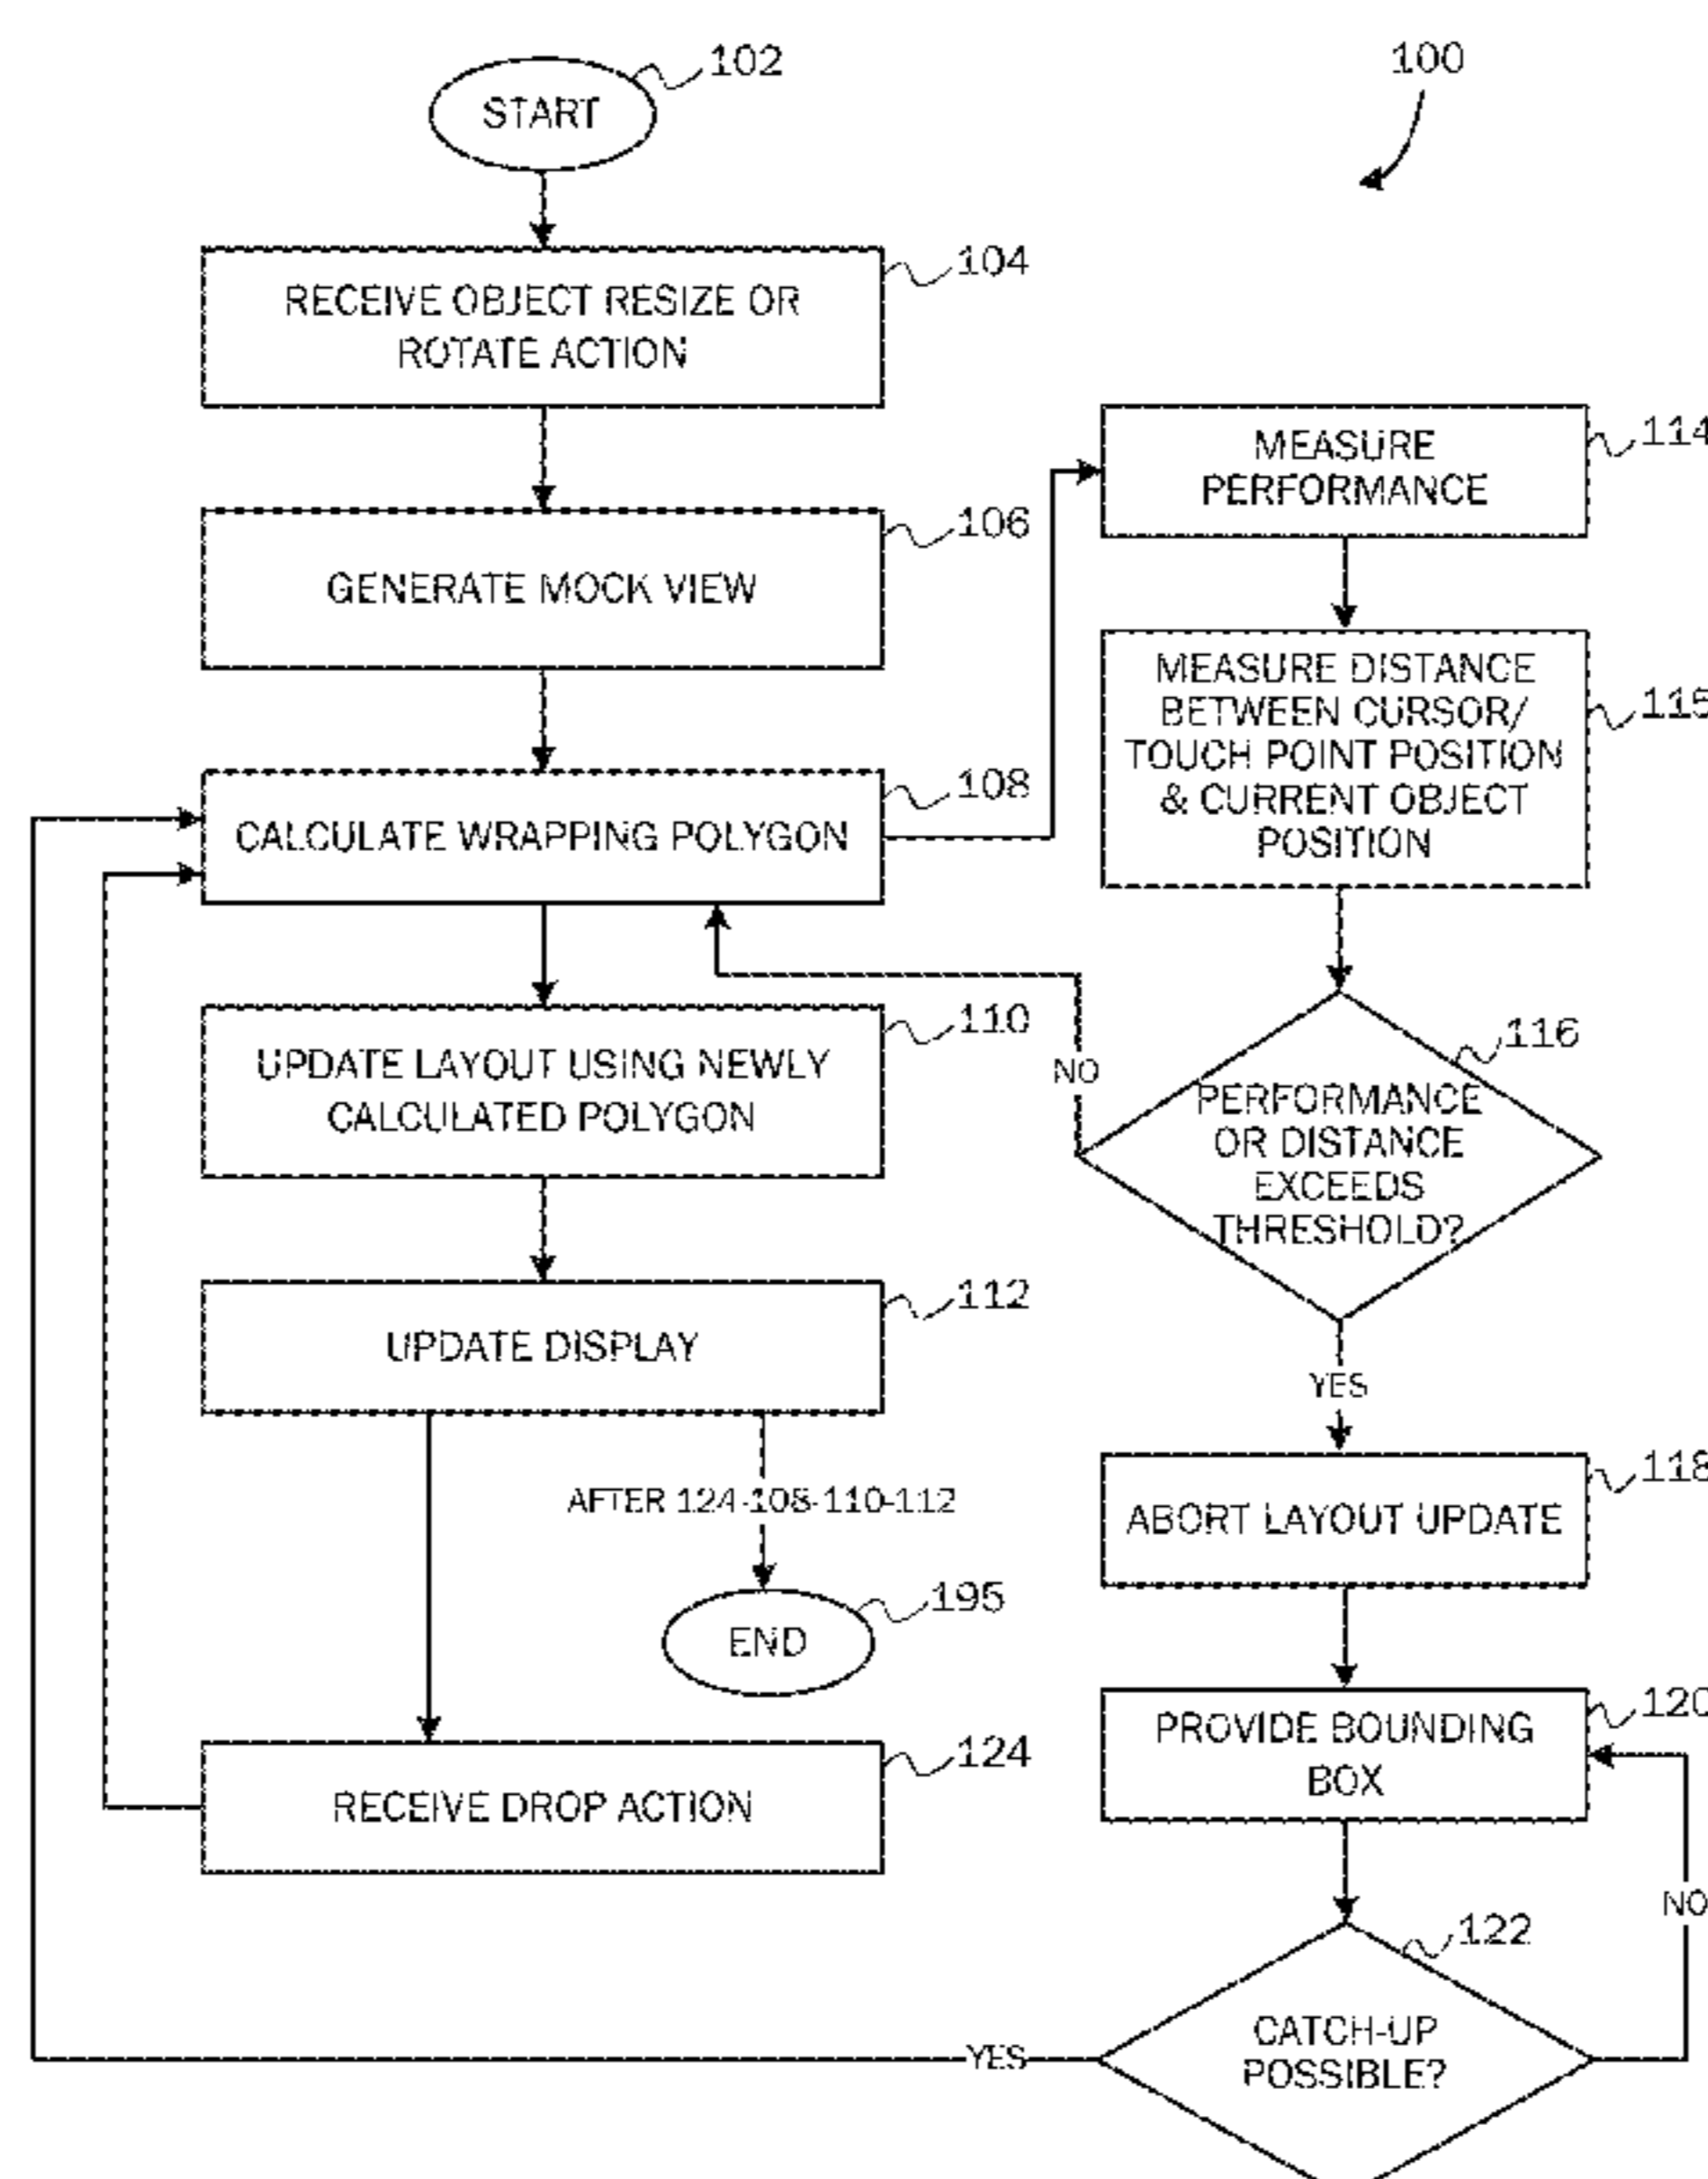 102
START
100
104
RECEIVE OBJECT RESIZE OR
ROTATE ACTION
106
GENERATE MOCK VIEW
108
CALCULATE WRAPPING POLYGON
110
UPDATE LAYOUT USING NEWLY
CALCULATED POLYGON
112
UPDATE DISPLAY
AFTER 124-108-110-112
195
END
124
RECEIVE DROP ACTION
114
MEASURE
PERFORMANCE
115
MEASURE DISTANCE
BETWEEN CURSOR/
TOUCH POINT POSITION
& CURRENT OBJECT
POSITION
116
PERFORMANCE
OR DISTANCE
EXCEEDS
THRESHOLD?
NO
YES
118
ABORT LAYOUT UPDATE
120
PROVIDE BOUNDING
BOX
NO
122
CATCH-UP
POSSIBLE?
YES